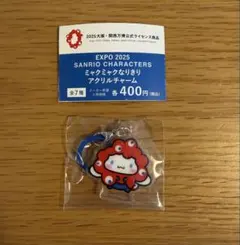 2025大阪・関西万博公式ライセンス商品
EXPO 2025
SANRIO CHARACTERS
ミャクミャクなりきり
アクリルチャーム
全7種
各400円(税込)